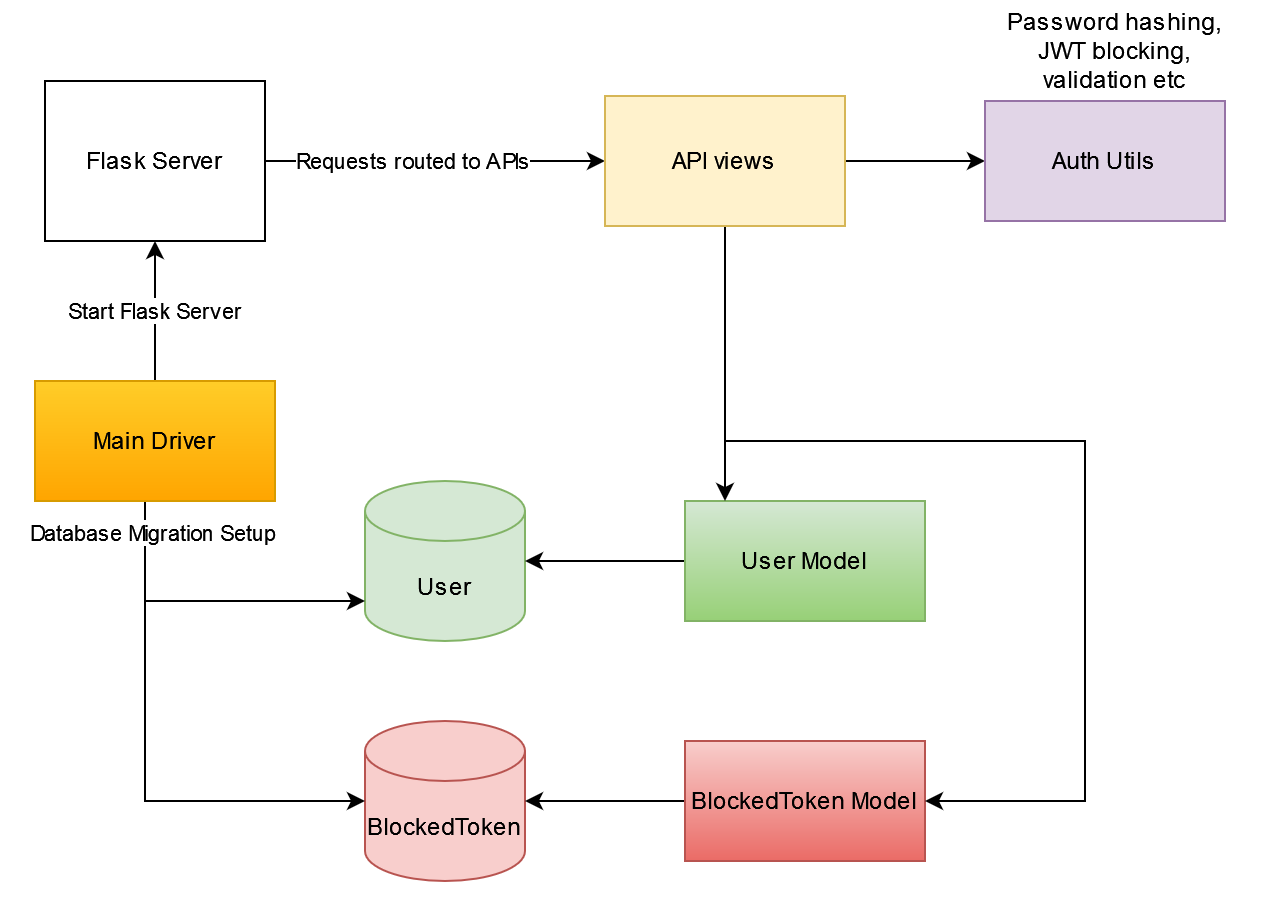 Password hashing,
JWT blocking,
validation etc
Flask Server
Requests routed to APIs
API views
Auth Utils
Start Flask Server
Main Driver
Database Migration Setup
User
User Model
BlockedToken
BlockedToken Model